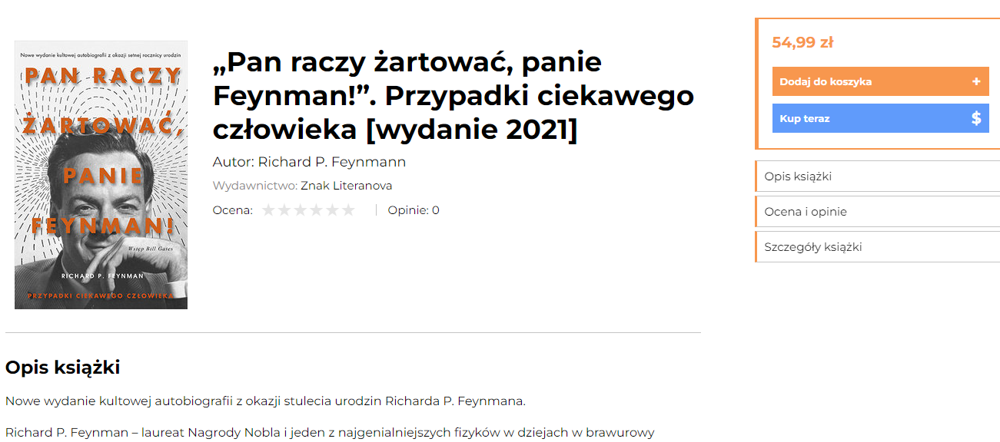 Nowe wydanie kultowej autobiografii z okazji setnej rocznicy urodzin
PAN RACZY
ŻARTOWAĆ,
PANIE
FEYNMAN!
Wstęp Bill Gates
RICHARD P. FEYNMAN
PRZYPADKI CIEKAWEGO CZŁOWIEKA
„Pan raczy żartować, panie
Feynman!”. Przypadki ciekawego
człowieka [wydanie 2021]
Autor: Richard P. Feynmann
Wydawnictwo: Znak Literanova
Ocena: | Opinie: 0
54,99 zł
Dodaj do koszyka +
Kup teraz $
Opis książki
Ocena i opinie
Szczegóły książki
Opis książki
Nowe wydanie kultowej autobiografii z okazji stulecia urodzin Richarda P. Feynmana.
Richard P. Feynman – laureat Nagrody Nobla i jeden z najgenialniejszych fizyków w dziejach w brawurowy